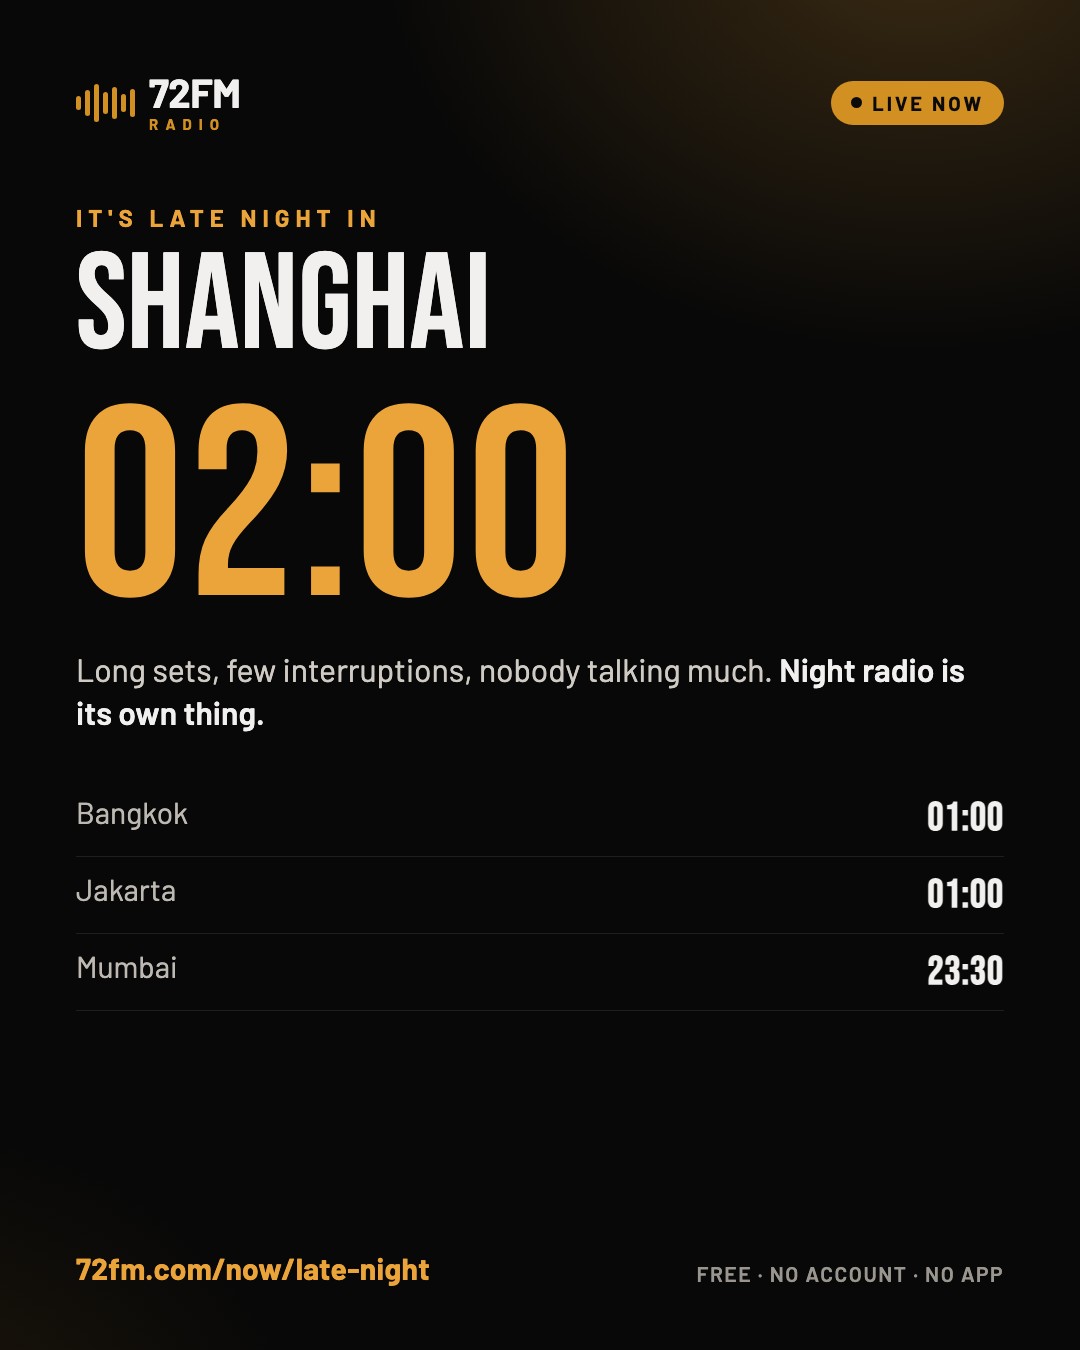 72FM
RADIO
LIVE NOW
IT'S LATE NIGHT IN
SHANGHAI
02:00
Long sets, few interruptions, nobody talking much. Night radio is
its own thing.
Bangkok 01:00
Jakarta 01:00
Mumbai 23:30
72fm.com/now/late-night
FREE · NO ACCOUNT · NO APP